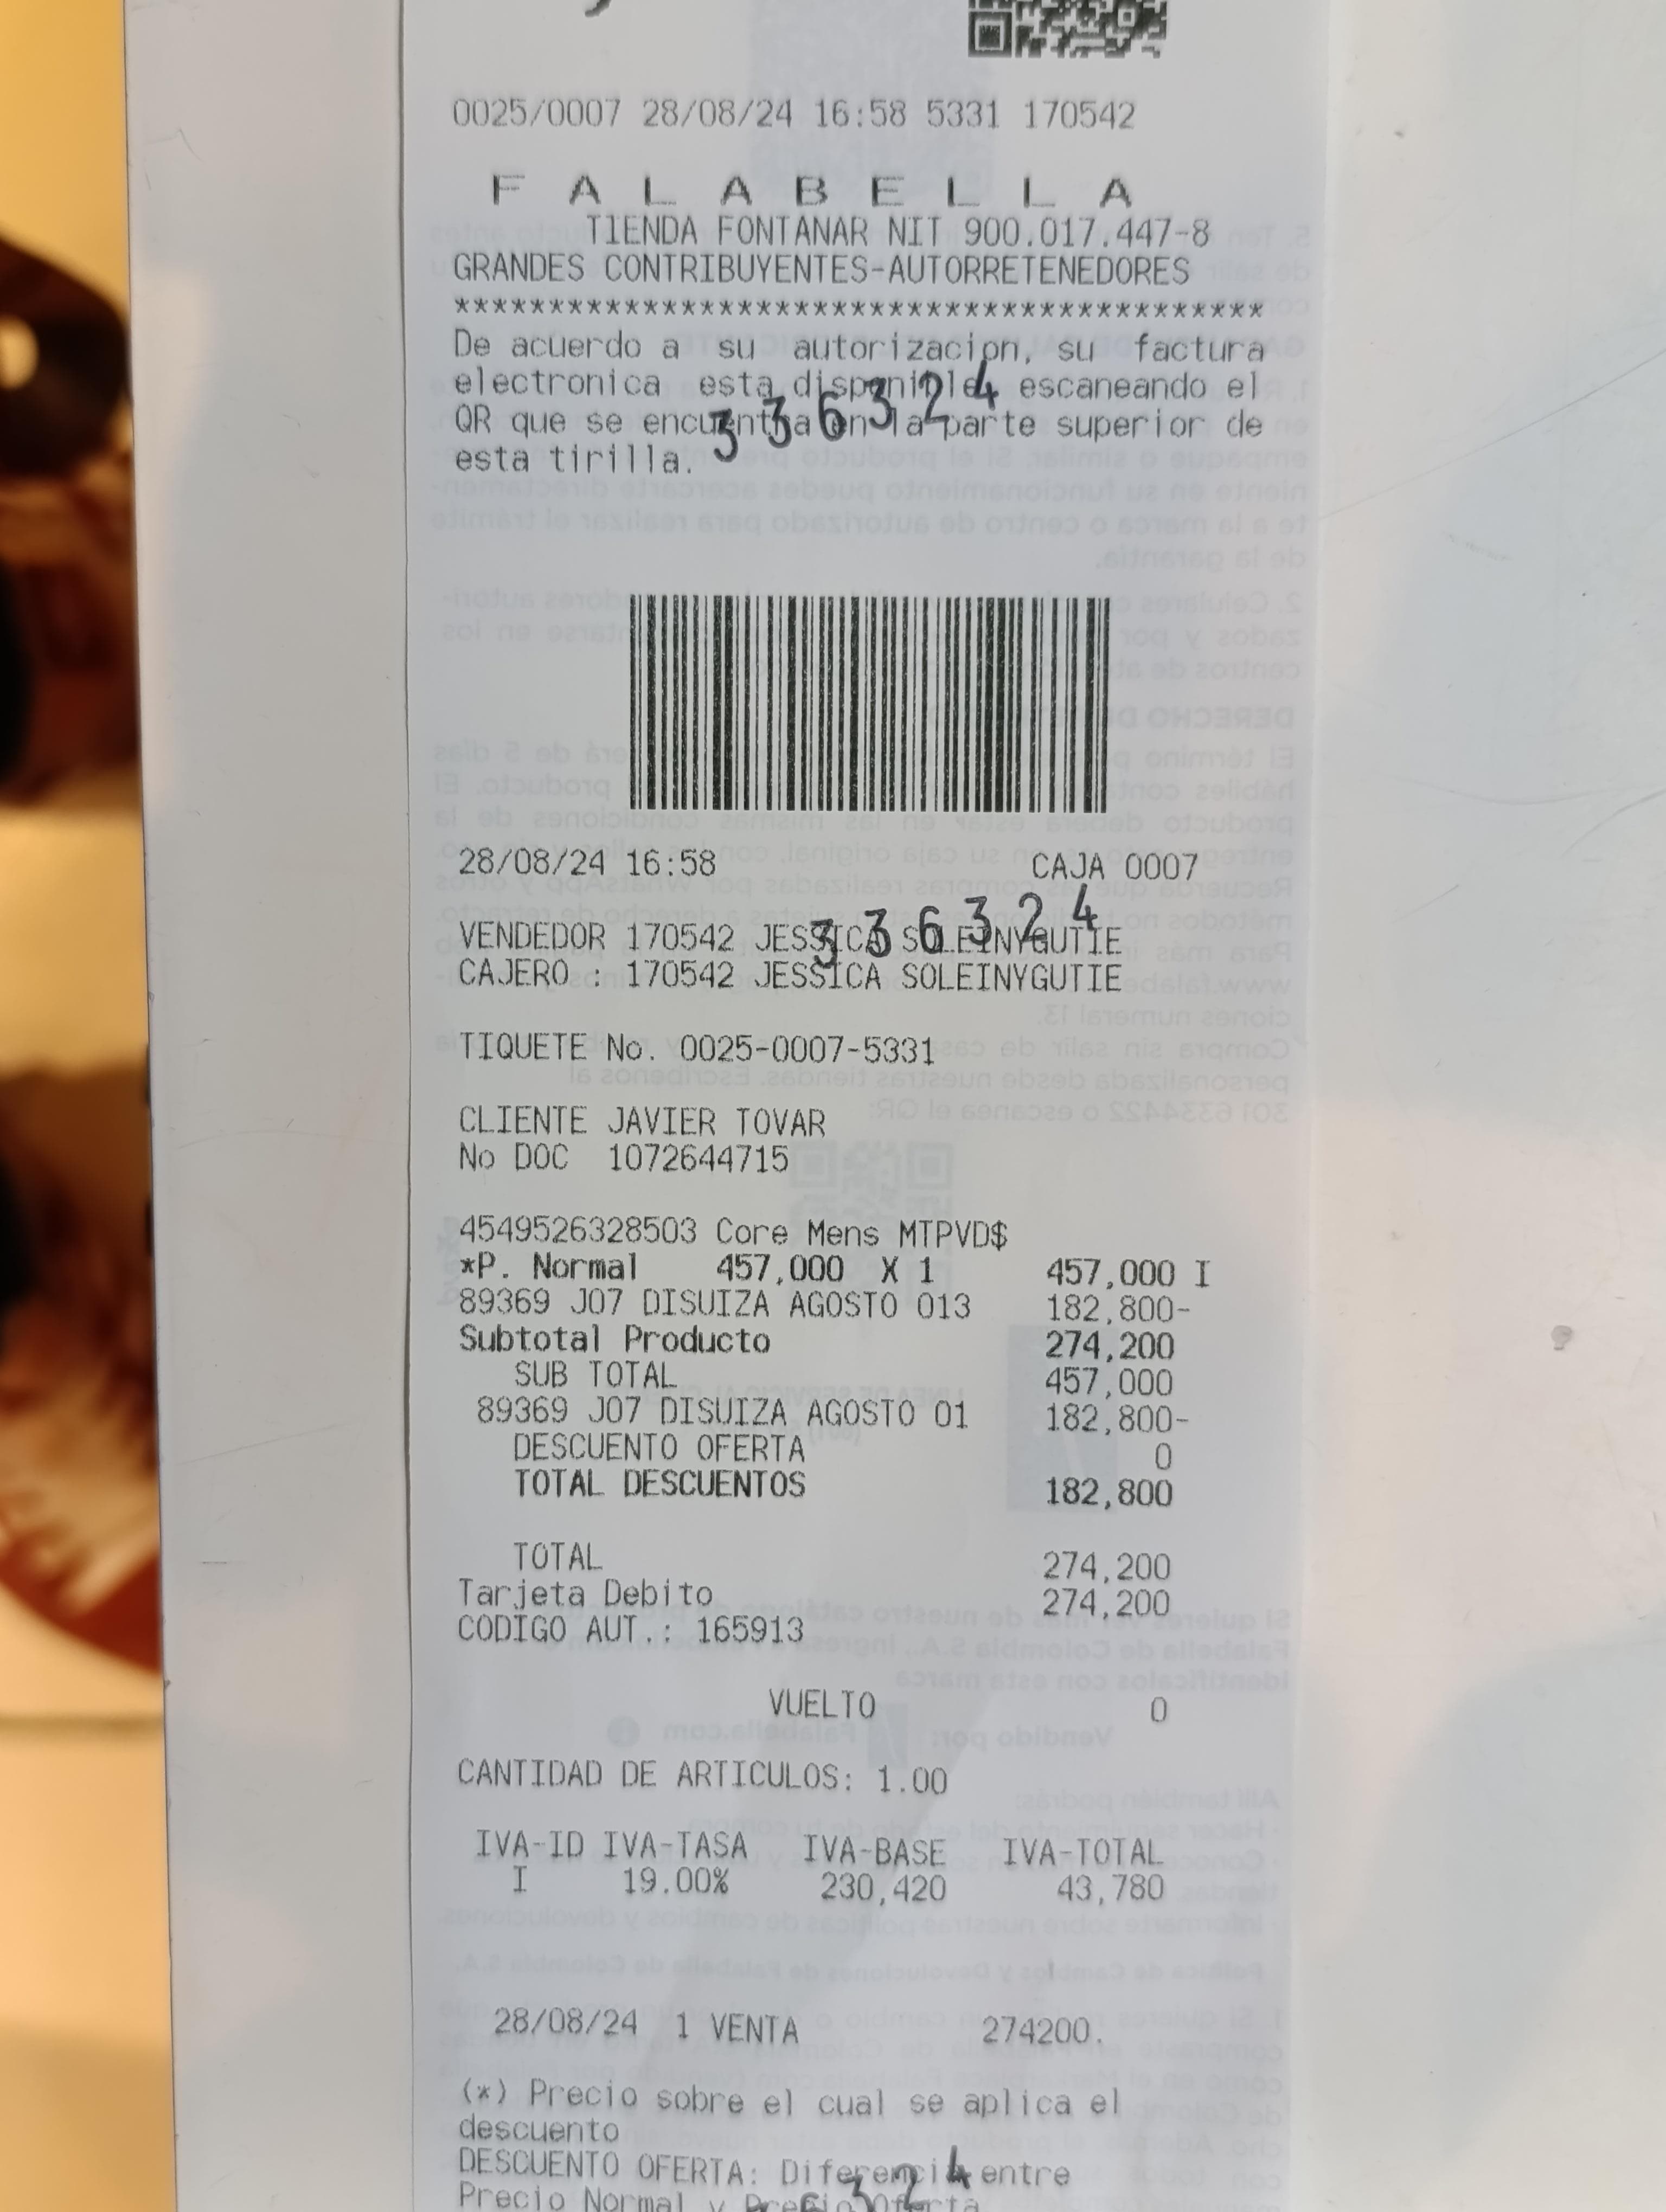 0025/0007 28/08/24 16:58 5331 170542
F A L A B E L L A
TIENDA FONTANAR NIT 900.017.447-8
GRANDES CONTRIBUYENTES-AUTORRETENEDORES
*******************************************
De acuerdo a su autorizacion, su factura
electronica esta disponible escaneando el
QR que se encuentra en la parte superior de
esta tirilla.
336324
28/08/24 16:58 CAJA 0007
336324
VENDEDOR 170542 JESSICA SOLEINYGUTIE
CAJERO : 170542 JESSICA SOLEINYGUTIE
TIQUETE No. 0025-0007-5331
CLIENTE JAVIER TOVAR
No DOC 1072644715
4549526328503 Core Mens MTPVD$
*P. Normal 457,000 X 1 457,000 I
89369 J07 DISUIZA AGOSTO 013 182,800-
Subtotal Producto 274,200
SUB TOTAL 457,000
89369 J07 DISUIZA AGOSTO 01 182,800-
DESCUENTO OFERTA 0
TOTAL DESCUENTOS 182,800
TOTAL 274,200
Tarjeta Debito 274,200
CODIGO AUT.: 165913
VUELTO 0
CANTIDAD DE ARTICULOS: 1.00
IVA-ID IVA-TASA IVA-BASE IVA-TOTAL
I 19.00% 230,420 43,780
28/08/24 1 VENTA 274200.
(*) Precio sobre el cual se aplica el
descuento
DESCUENTO OFERTA: Diferencia entre
Precio Normal y Precio Oferta
6324